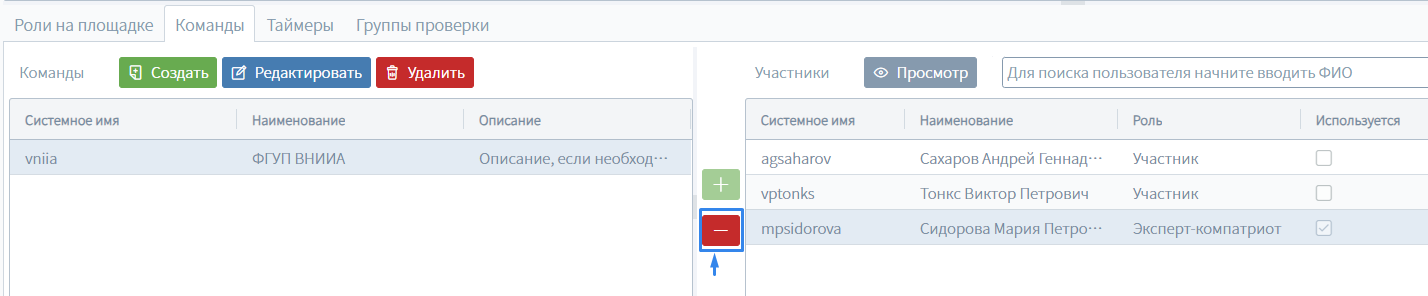 Роли на площадке Команды Таймеры Группы проверки
Команды Создать Редактировать Удалить
Системное имя Наименование Описание
vniia ФГУП ВНИИА Описание, если необход···
Участники Просмотр Для поиска пользователя начните вводить ФИО
Системное имя Наименование Роль Используется
agsaharov Сахаров Андрей Геннад··· Участник
vptonks Тонкс Виктор Петрович Участник
mpsidorova Сидорова Мария Петро··· Эксперт-компатриот